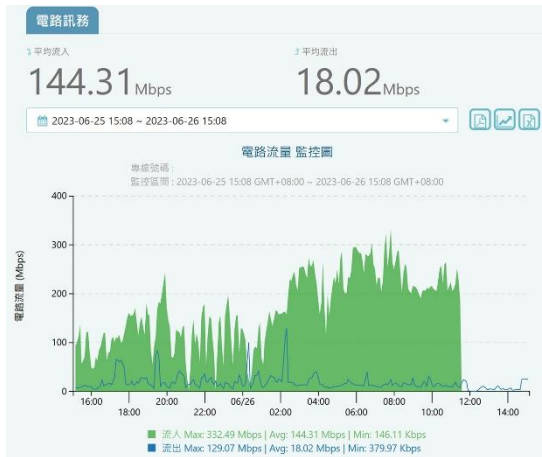 電路訊務
平均流入
平均流出
144.31 Mbps
18.02 Mbps
2023-06-25 15:08 ~ 2023-06-26 15:08
電路流量 監控圖
專線號碼 :
監控區間 : 2023-06-25 15:08 GMT+08:00 ~ 2023-06-26 15:08 GMT+08:00
電路流量 (Mbps)
400
300
200
100
0
16:00
18:00
20:00
22:00
06/26
02:00
04:00
06:00
08:00
10:00
12:00
14:00
流入 Max: 332.49 Mbps | Avg: 144.31 Mbps | Min: 146.11 Kbps
流出 Max: 129.07 Mbps | Avg: 18.02 Mbps | Min: 379.97 Kbps